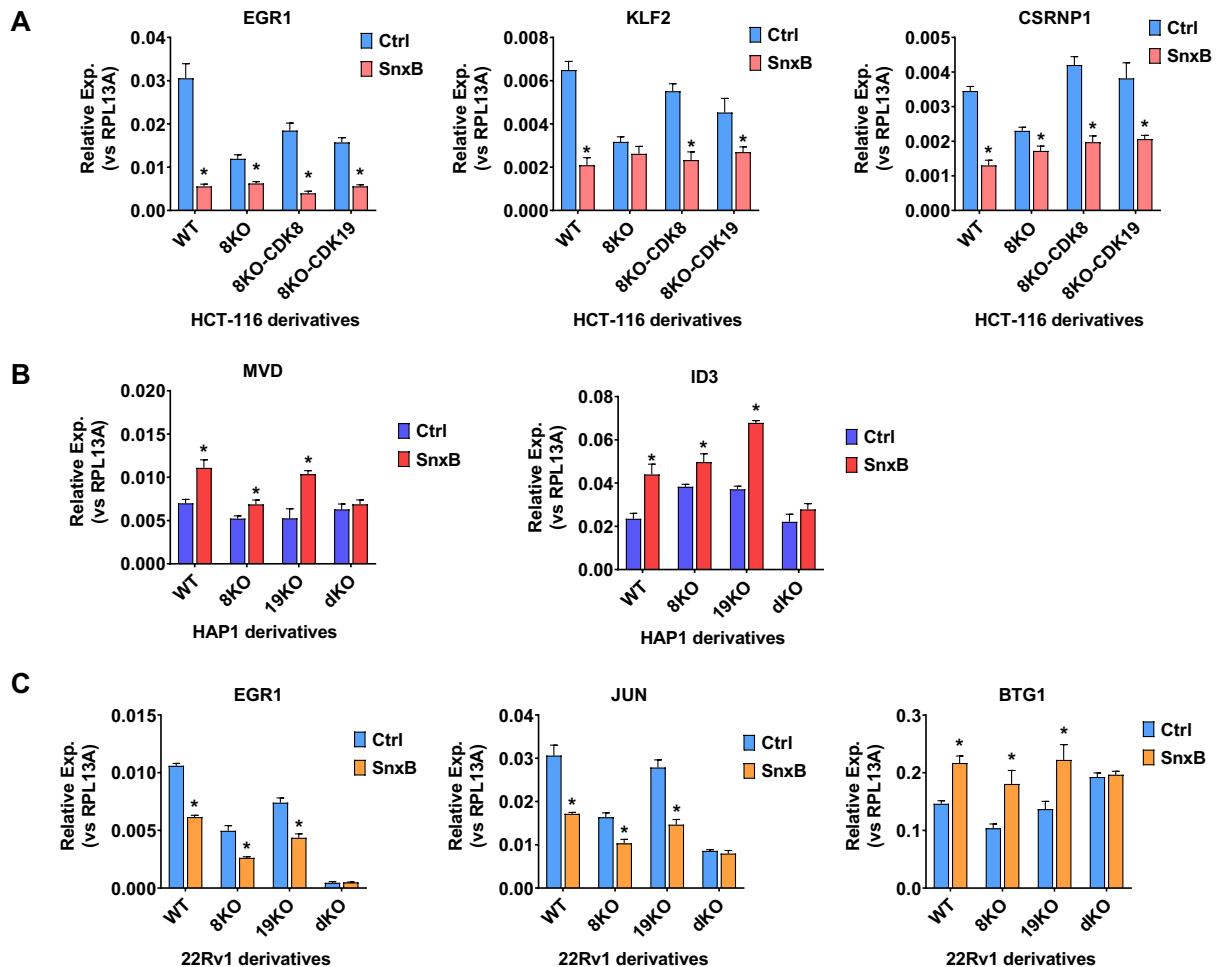 A
EGR1
Relative Exp.
(vs RPL13A)
0.04
0.03
0.02
0.01
0.00
*
*
*
*
WT
8KO
8KO-CDK8
8KO-CDK19
HCT-116 derivatives
Ctrl
SnxB
KLF2
Relative Exp.
(vs RPL13A)
0.008
0.006
0.004
0.002
0.000
*
*
*
WT
8KO
8KO-CDK8
8KO-CDK19
HCT-116 derivatives
Ctrl
SnxB
CSRNP1
Relative Exp.
(vs RPL13A)
0.005
0.004
0.003
0.002
0.001
0.000
*
*
*
*
WT
8KO
8KO-CDK8
8KO-CDK19
HCT-116 derivatives
Ctrl
SnxB
B
MVD
Relative Exp.
(vs RPL13A)
0.020
0.015
0.010
0.005
0.000
*
*
*
WT
8KO
19KO
dKO
HAP1 derivatives
Ctrl
SnxB
ID3
Relative Exp.
(vs RPL13A)
0.08
0.06
0.04
0.02
0.00
*
*
*
WT
8KO
19KO
dKO
HAP1 derivatives
Ctrl
SnxB
C
EGR1
Relative Exp.
(vs RPL13A)
0.015
0.010
0.005
0.000
*
*
*
WT
8KO
19KO
dKO
22Rv1 derivatives
Ctrl
SnxB
JUN
Relative Exp.
(vs RPL13A)
0.04
0.03
0.02
0.01
0.00
*
*
*
WT
8KO
19KO
dKO
22Rv1 derivatives
Ctrl
SnxB
BTG1
Relative Exp.
(vs RPL13A)
0.3
0.2
0.1
0.0
*
*
*
WT
8KO
19KO
dKO
22Rv1 derivatives
Ctrl
SnxB